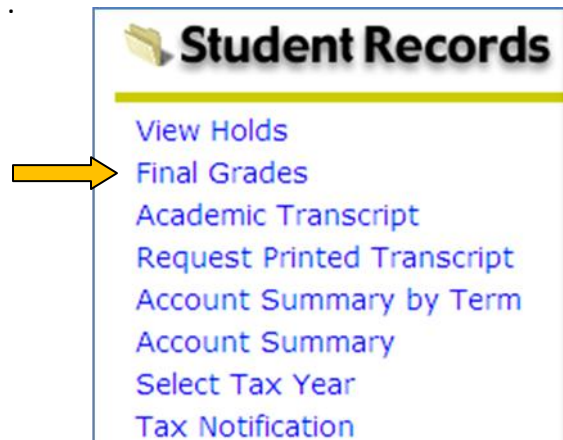 .
Student Records
View Holds
Final Grades
Academic Transcript
Request Printed Transcript
Account Summary by Term
Account Summary
Select Tax Year
Tax Notification